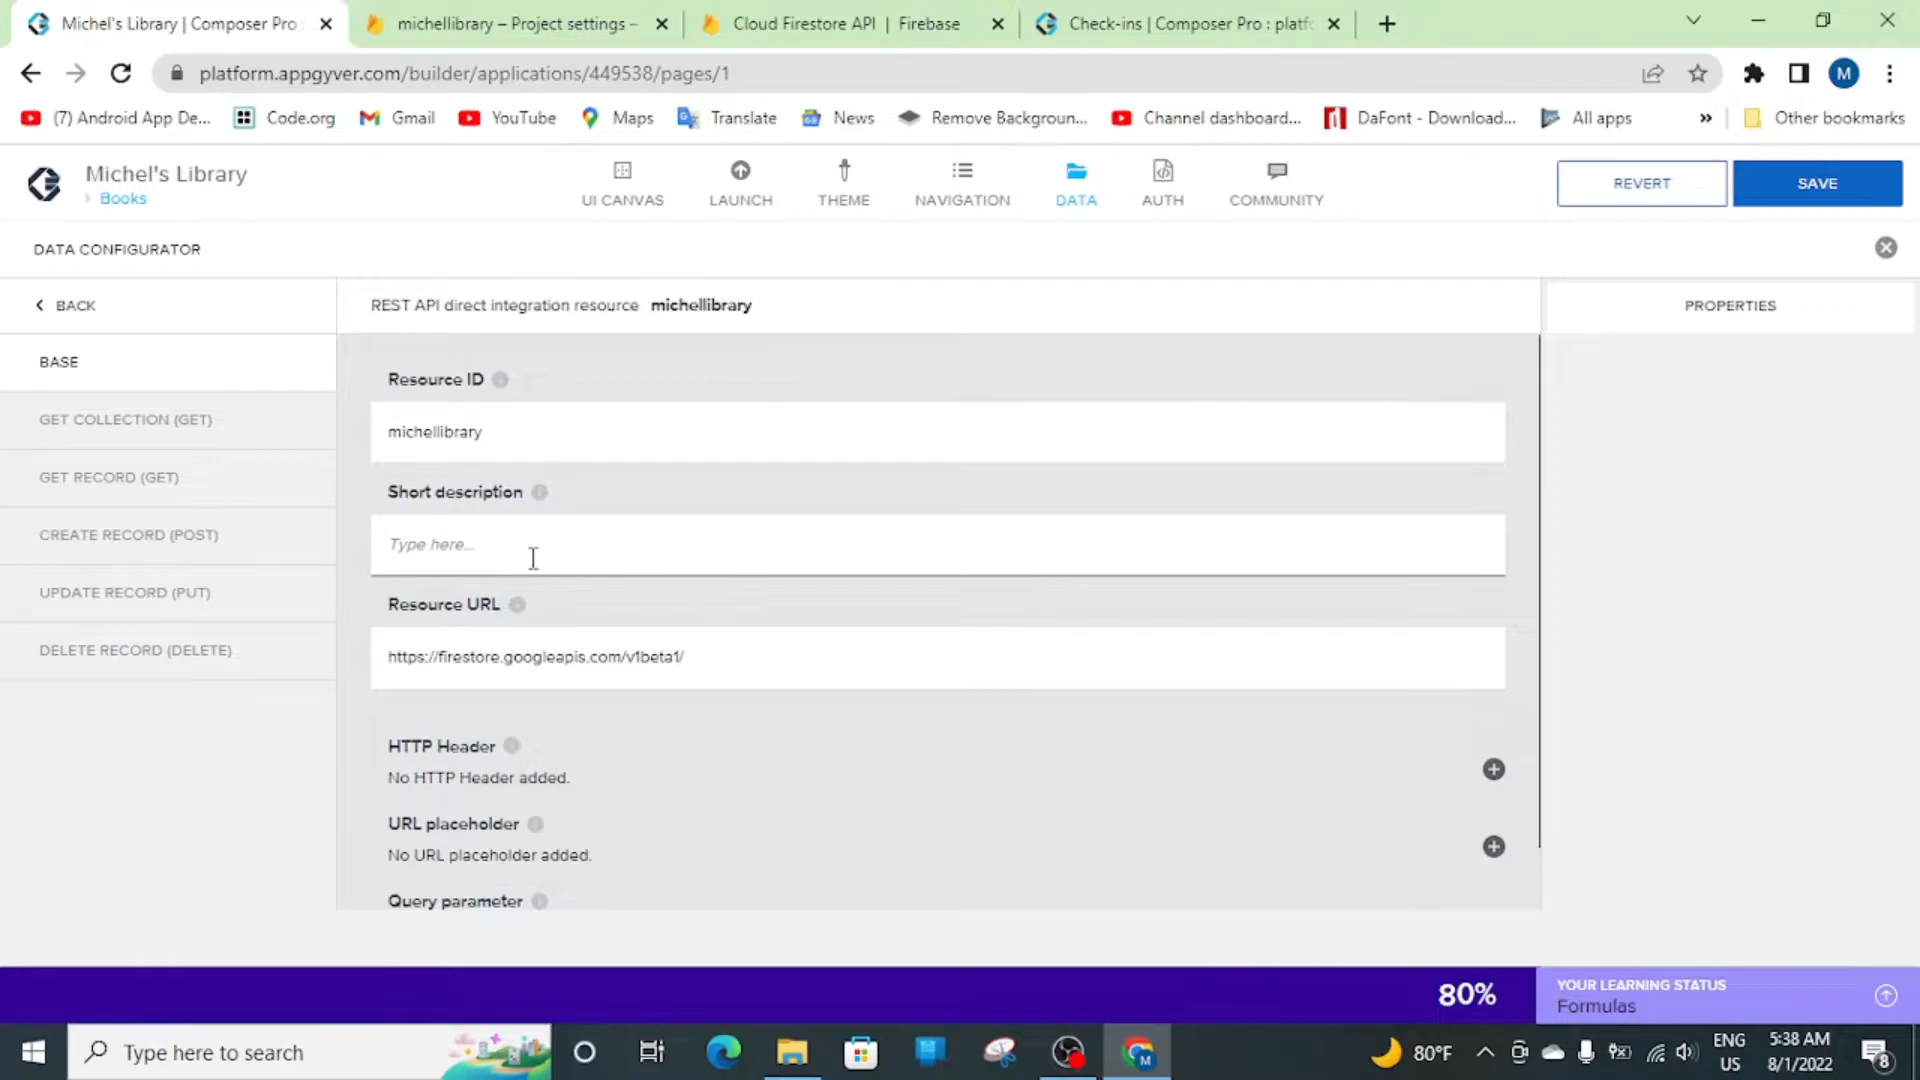 Michel's Library | Composer Pro :
michellibrary – Project settings –
Cloud Firestore API | Firebase
Check-ins | Composer Pro : platfo
platform.appgyver.com/builder/applications/449538/pages/1
M
(7) Android App De...
Code.org
Gmail
YouTube
Maps
Translate
News
Remove Backgroun...
Channel dashboard...
DaFont - Download...
All apps
»
Other bookmarks
Michel's Library
Books
UI CANVAS
LAUNCH
THEME
NAVIGATION
DATA
AUTH
COMMUNITY
REVERT
SAVE
DATA CONFIGURATOR
BACK
REST API direct integration resource michellibrary
PROPERTIES
BASE
GET COLLECTION (GET)
GET RECORD (GET)
CREATE RECORD (POST)
UPDATE RECORD (PUT)
DELETE RECORD (DELETE)
Resource ID
michellibrary
Short description
Type here...
Resource URL
https://firestore.googleapis.com/v1beta1/
HTTP Header
No HTTP Header added.
URL placeholder
No URL placeholder added.
Query parameter
80%
YOUR LEARNING STATUS
Formulas
Type here to search
M
80°F
ENG
US
5:38 AM
8/1/2022
8